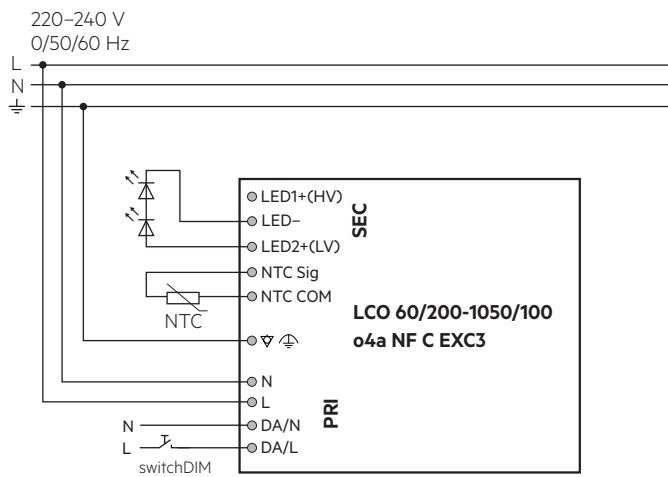 220–240 V
0/50/60 Hz
L
N
LED1+(HV)
LED–
LED2+(LV)
SEC
NTC Sig
NTC COM
NTC
LCO 60/200-1050/100
o4a NF C EXC3
N
L
PRI
N
DA/N
L
DA/L
switchDIM